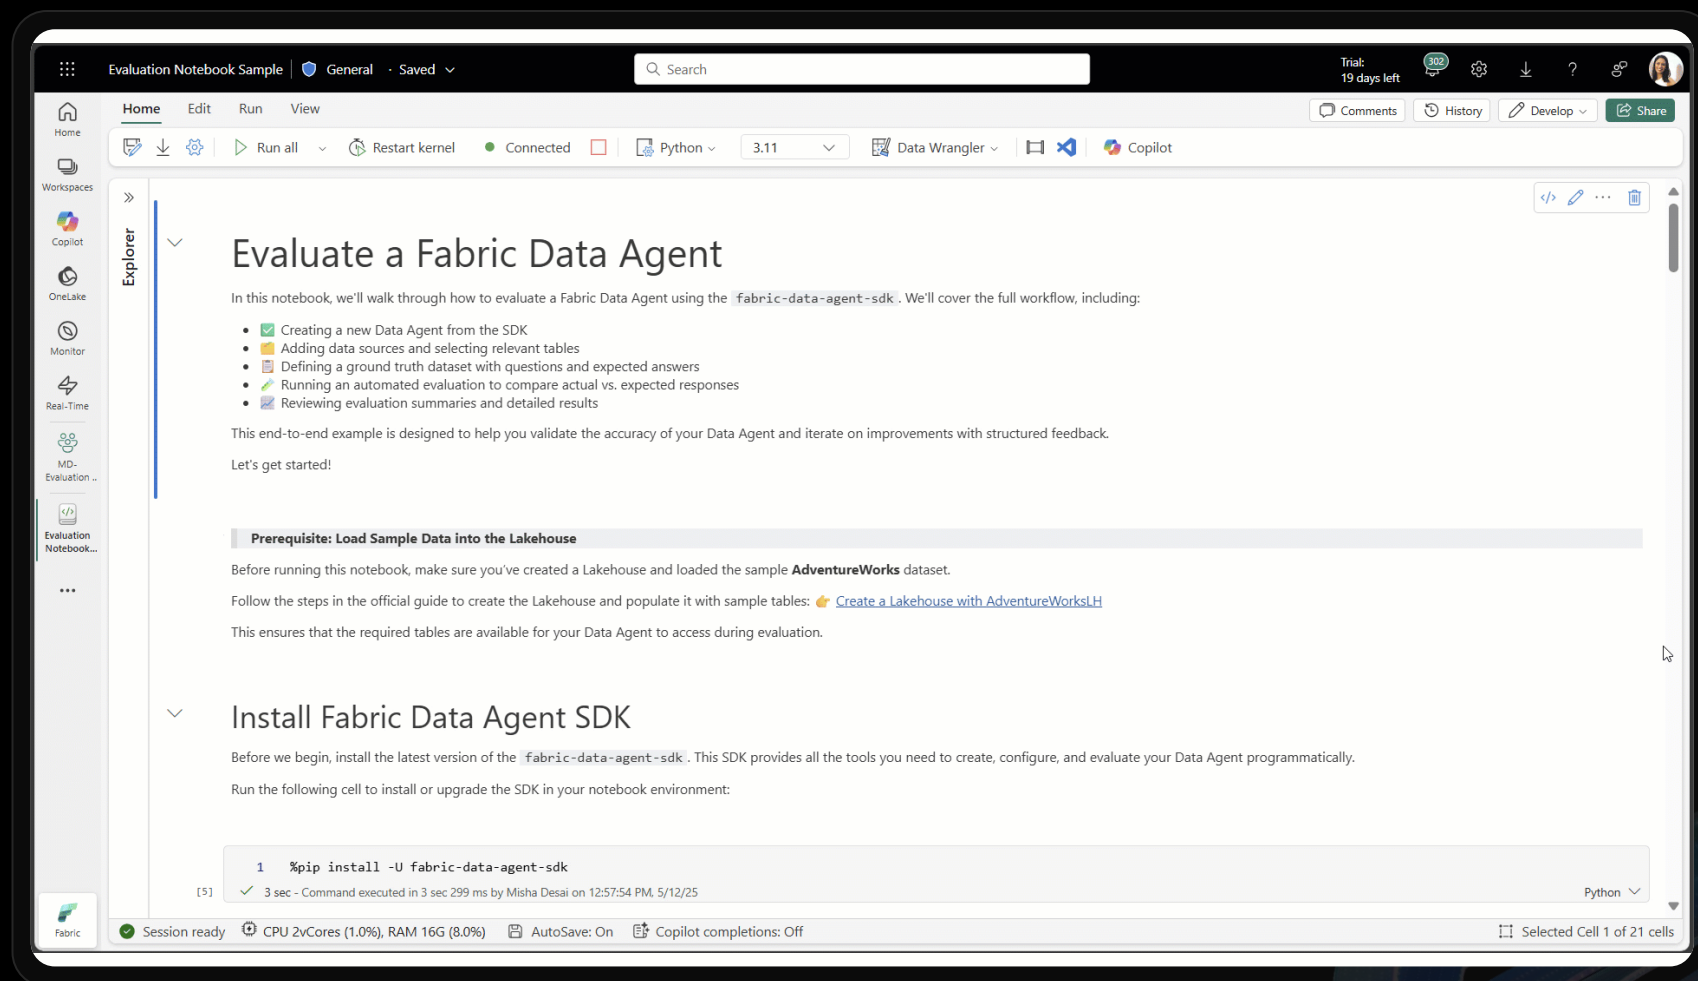 Evaluation Notebook Sample
General · Saved
Search
Trial:
19 days left
302
Home
Edit
Run
View
Comments
History
Develop
Share
Run all
Restart kernel
Connected
Python
3.11
Data Wrangler
Copilot
Home
Workspaces
Copilot
OneLake
Monitor
Real-Time
MD-
Evaluation ..
Evaluation
Notebook...
Fabric
Explorer
Evaluate a Fabric Data Agent
In this notebook, we'll walk through how to evaluate a Fabric Data Agent using the fabric-data-agent-sdk. We'll cover the full workflow, including:
• ✅ Creating a new Data Agent from the SDK
• 🗂️ Adding data sources and selecting relevant tables
• 📋 Defining a ground truth dataset with questions and expected answers
• 🧪 Running an automated evaluation to compare actual vs. expected responses
• 📈 Reviewing evaluation summaries and detailed results
This end-to-end example is designed to help you validate the accuracy of your Data Agent and iterate on improvements with structured feedback.
Let's get started!
Prerequisite: Load Sample Data into the Lakehouse
Before running this notebook, make sure you've created a Lakehouse and loaded the sample AdventureWorks dataset.
Follow the steps in the official guide to create the Lakehouse and populate it with sample tables: 👉 Create a Lakehouse with AdventureWorksLH
This ensures that the required tables are available for your Data Agent to access during evaluation.
Install Fabric Data Agent SDK
Before we begin, install the latest version of the fabric-data-agent-sdk. This SDK provides all the tools you need to create, configure, and evaluate your Data Agent programmatically.
Run the following cell to install or upgrade the SDK in your notebook environment:
1 %pip install -U fabric-data-agent-sdk
[5] 3 sec - Command executed in 3 sec 299 ms by Misha Desai on 12:57:54 PM, 5/12/25
Python
Session ready
CPU 2vCores (1.0%), RAM 16G (8.0%)
AutoSave: On
Copilot completions: Off
Selected Cell 1 of 21 cells